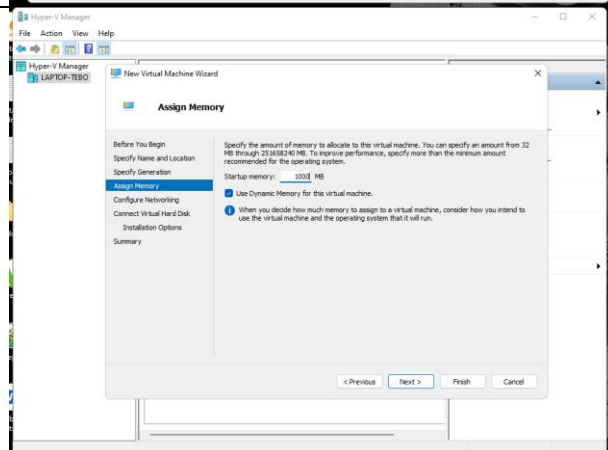 Hyper-V Manager
File Action View Help
Hyper-V Manager
LAPTOP-TEBO
New Virtual Machine Wizard
Assign Memory
Before You Begin
Specify Name and Location
Specify Generation
Assign Memory
Configure Networking
Connect Virtual Hard Disk
Installation Options
Summary
Specify the amount of memory to allocate to this virtual machine. You can specify an amount from 32
MB through 251658240 MB. To improve performance, specify more than the minimum amount
recommended for the operating system.
Startup memory: 1000 MB
Use Dynamic Memory for this virtual machine.
When you decide how much memory to assign to a virtual machine, consider how you intend to
use the virtual machine and the operating system that it will run.
< Previous Next > Finish Cancel